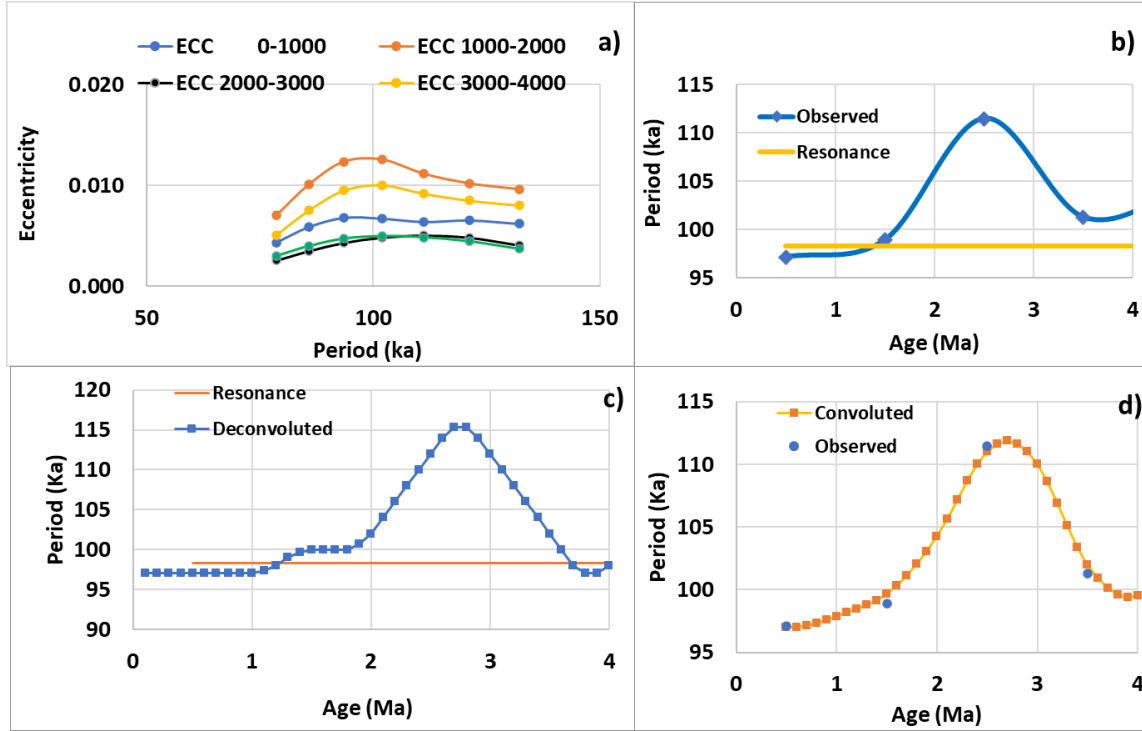 a)
ECC 0-1000 ECC 1000-2000
ECC 2000-3000 ECC 3000-4000
0.020
0.010
0.000
50 100 150
Eccentricity
Period (ka)
b)
Observed
Resonance
115
110
105
100
95
0 1 2 3 4
Period (ka)
Age (Ma)
c)
Resonance
Deconvoluted
120
115
110
105
100
95
90
0 1 2 3 4
Period (Ka)
Age (Ma)
d)
Convoluted
Observed
115
110
105
100
95
0 1 2 3 4
Period (Ka)
Age (Ma)